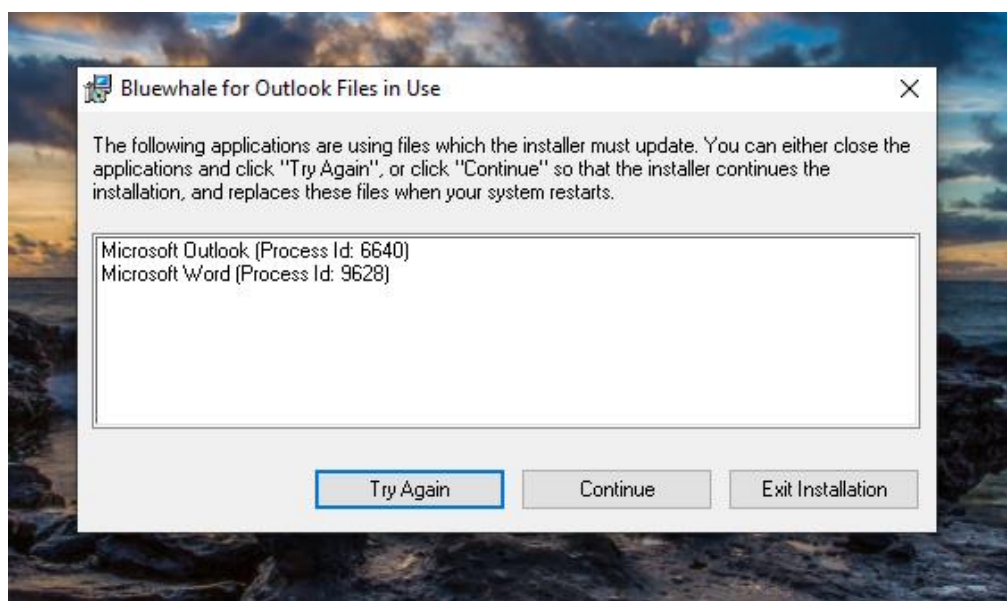 Bluewhale for Outlook Files in Use
The following applications are using files which the installer must update. You can either close the
applications and click "Try Again", or click "Continue" so that the installer continues the
installation, and replaces these files when your system restarts.
Microsoft Outlook (Process Id: 6640)
Microsoft Word (Process Id: 9628)
Try Again
Continue
Exit Installation